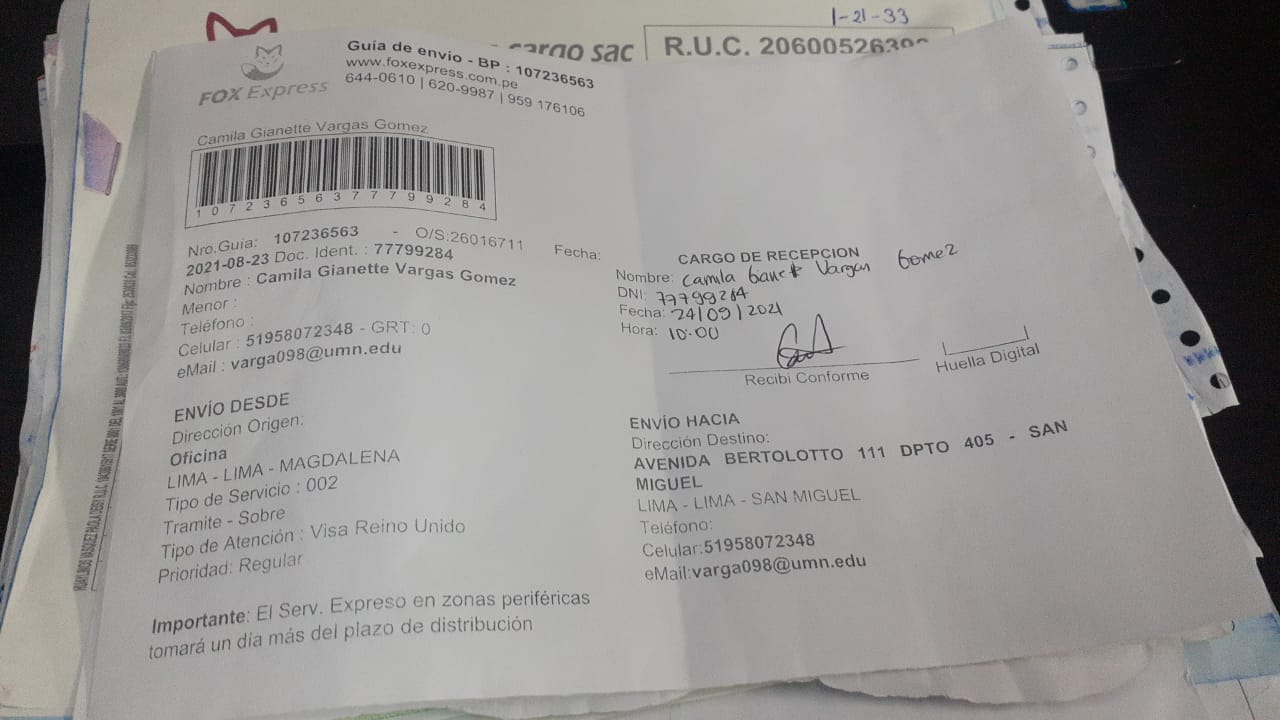 1-21-33
cargo sac
R.U.C. 20600526
FOX Express
Guía de envío - BP : 107236563
www.foxexpress.com.pe
644-0610 | 620-9987 | 959 176106
Camila Gianette Vargas Gomez
10723656377799284
Nro.Guía: 107236563 - O/S:26016711 Fecha:
2021-08-23 Doc. Ident. : 77799284
Nombre : Camila Gianette Vargas Gomez
Menor :
Teléfono :
Celular : 51958072348 - GRT: 0
eMail : varga098@umn.edu
ENVÍO DESDE
Dirección Origen:
Oficina
LIMA - LIMA - MAGDALENA
Tipo de Servicio : 002
Tramite - Sobre
Tipo de Atención : Visa Reino Unido
Prioridad: Regular
Importante: El Serv. Expreso en zonas periféricas
tomará un día más del plazo de distribución
CARGO DE RECEPCION
Nombre: Camila Vargas Gomez
DNI: 77799284
Fecha: 24/09/2021
Hora: 10:00
Recibi Conforme
Huella Digital
ENVÍO HACIA
Dirección Destino:
AVENIDA BERTOLOTTO 111 DPTO 405 - SAN
MIGUEL
LIMA - LIMA - SAN MIGUEL
Teléfono:
Celular:51958072348
eMail:varga098@umn.edu